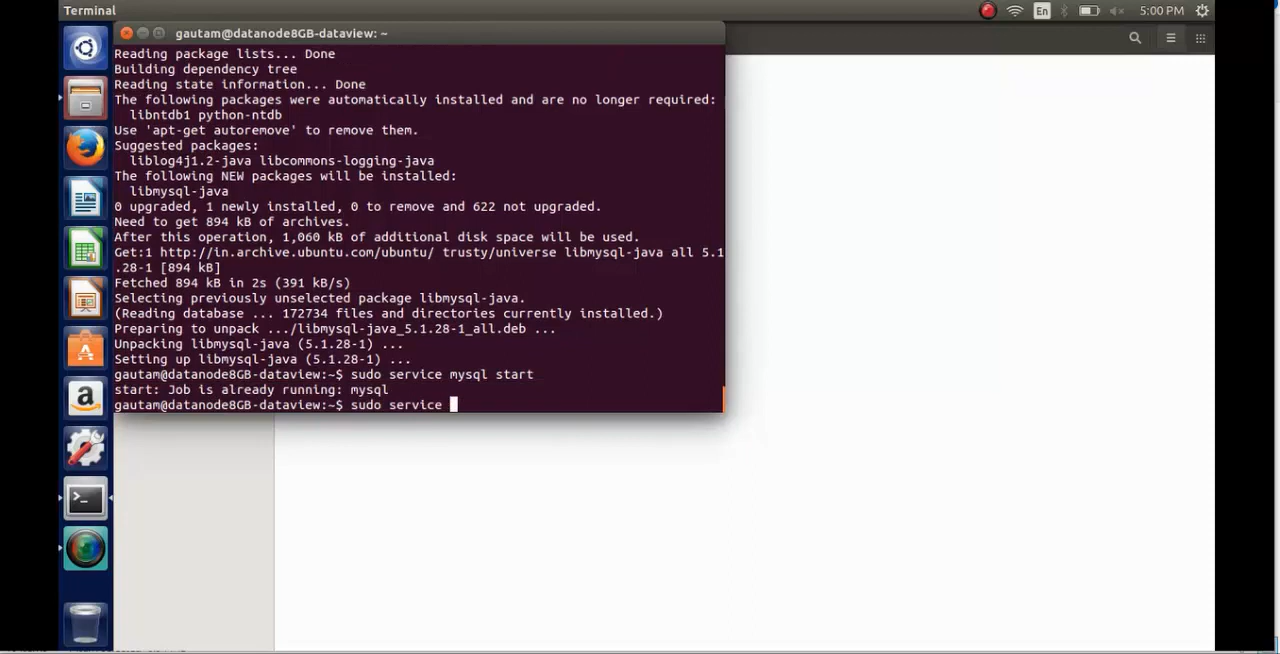 Terminal
En
5:00 PM
gautam@datanode8GB-dataview: ~
Reading package lists... Done
Building dependency tree
Reading state information... Done
The following packages were automatically installed and are no longer required:
libntdb1 python-ntdb
Use 'apt-get autoremove' to remove them.
Suggested packages:
liblog4j1.2-java libcommons-logging-java
The following NEW packages will be installed:
libmysql-java
0 upgraded, 1 newly installed, 0 to remove and 622 not upgraded.
Need to get 894 kB of archives.
After this operation, 1,060 kB of additional disk space will be used.
Get:1 http://in.archive.ubuntu.com/ubuntu/ trusty/universe libmysql-java all 5.1
.28-1 [894 kB]
Fetched 894 kB in 2s (391 kB/s)
Selecting previously unselected package libmysql-java.
(Reading database ... 172734 files and directories currently installed.)
Preparing to unpack .../libmysql-java_5.1.28-1_all.deb ...
Unpacking libmysql-java (5.1.28-1) ...
Setting up libmysql-java (5.1.28-1) ...
gautam@datanode8GB-dataview:~$ sudo service mysql start
start: Job is already running: mysql
gautam@datanode8GB-dataview:~$ sudo service